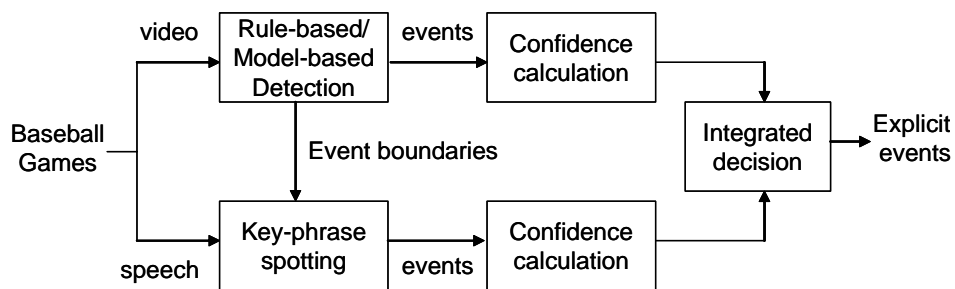 video
Rule-based/
Model-based
Detection
events
Confidence
calculation
Baseball
Games
Event boundaries
Integrated
decision
Explicit
events
speech
Key-phrase
spotting
events
Confidence
calculation